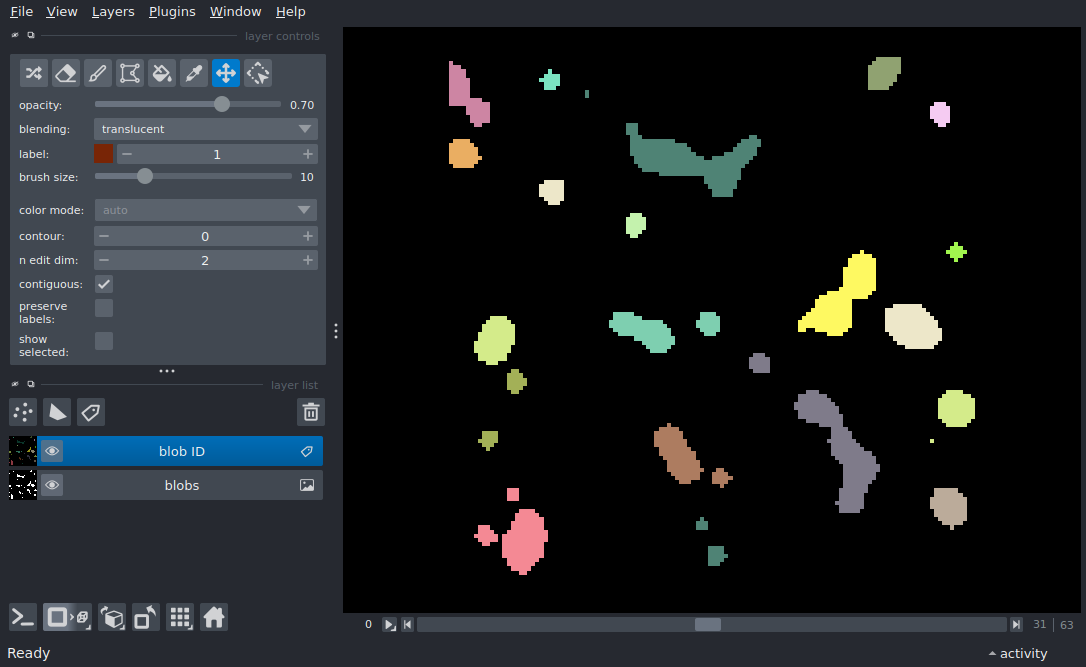 File View Layers Plugins Window Help
layer controls
opacity: 0.70
blending: translucent
label: 1
brush size: 10
color mode: auto
contour: 0
n edit dim: 2
contiguous:
preserve
labels:
show
selected:
layer list
blob ID
blobs
0 31 | 63
Ready activity